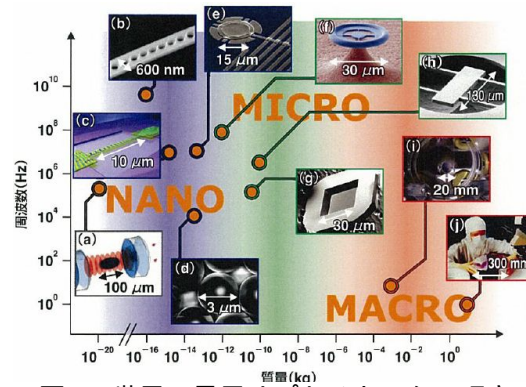 (b)
600 nm
(e)
15 μm
(f)
30 μm
(h)
130 μm
MICRO
(c)
10 μm
NANO
(g)
30 μm
(i)
20 mm
(j)
300 mm
(a)
100 μm
(d)
3 μm
MACRO
周波数(Hz)
10¹⁰
10⁸
10⁶
10⁴
10²
10⁰
10⁻²⁰
10⁻¹⁶
10⁻¹⁴
10⁻¹²
10⁻¹⁰
10⁻⁸
10⁻⁶
10⁻⁴
10⁻²
10⁰
質量(kg)